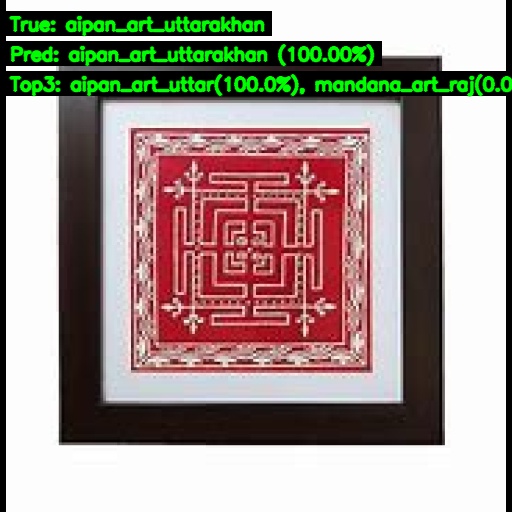 True: aipan_art_uttarakhan
Pred: aipan_art_uttarakhan (100.00%)
Top3: aipan_art_uttar(100.0%), mandana_art_raj(0.0